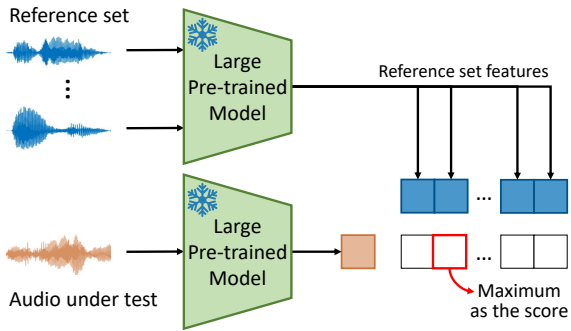 Reference set
Large
Pre-trained
Model
Reference set features
...
Large
Pre-trained
Model
...
Audio under test
Maximum
as the score